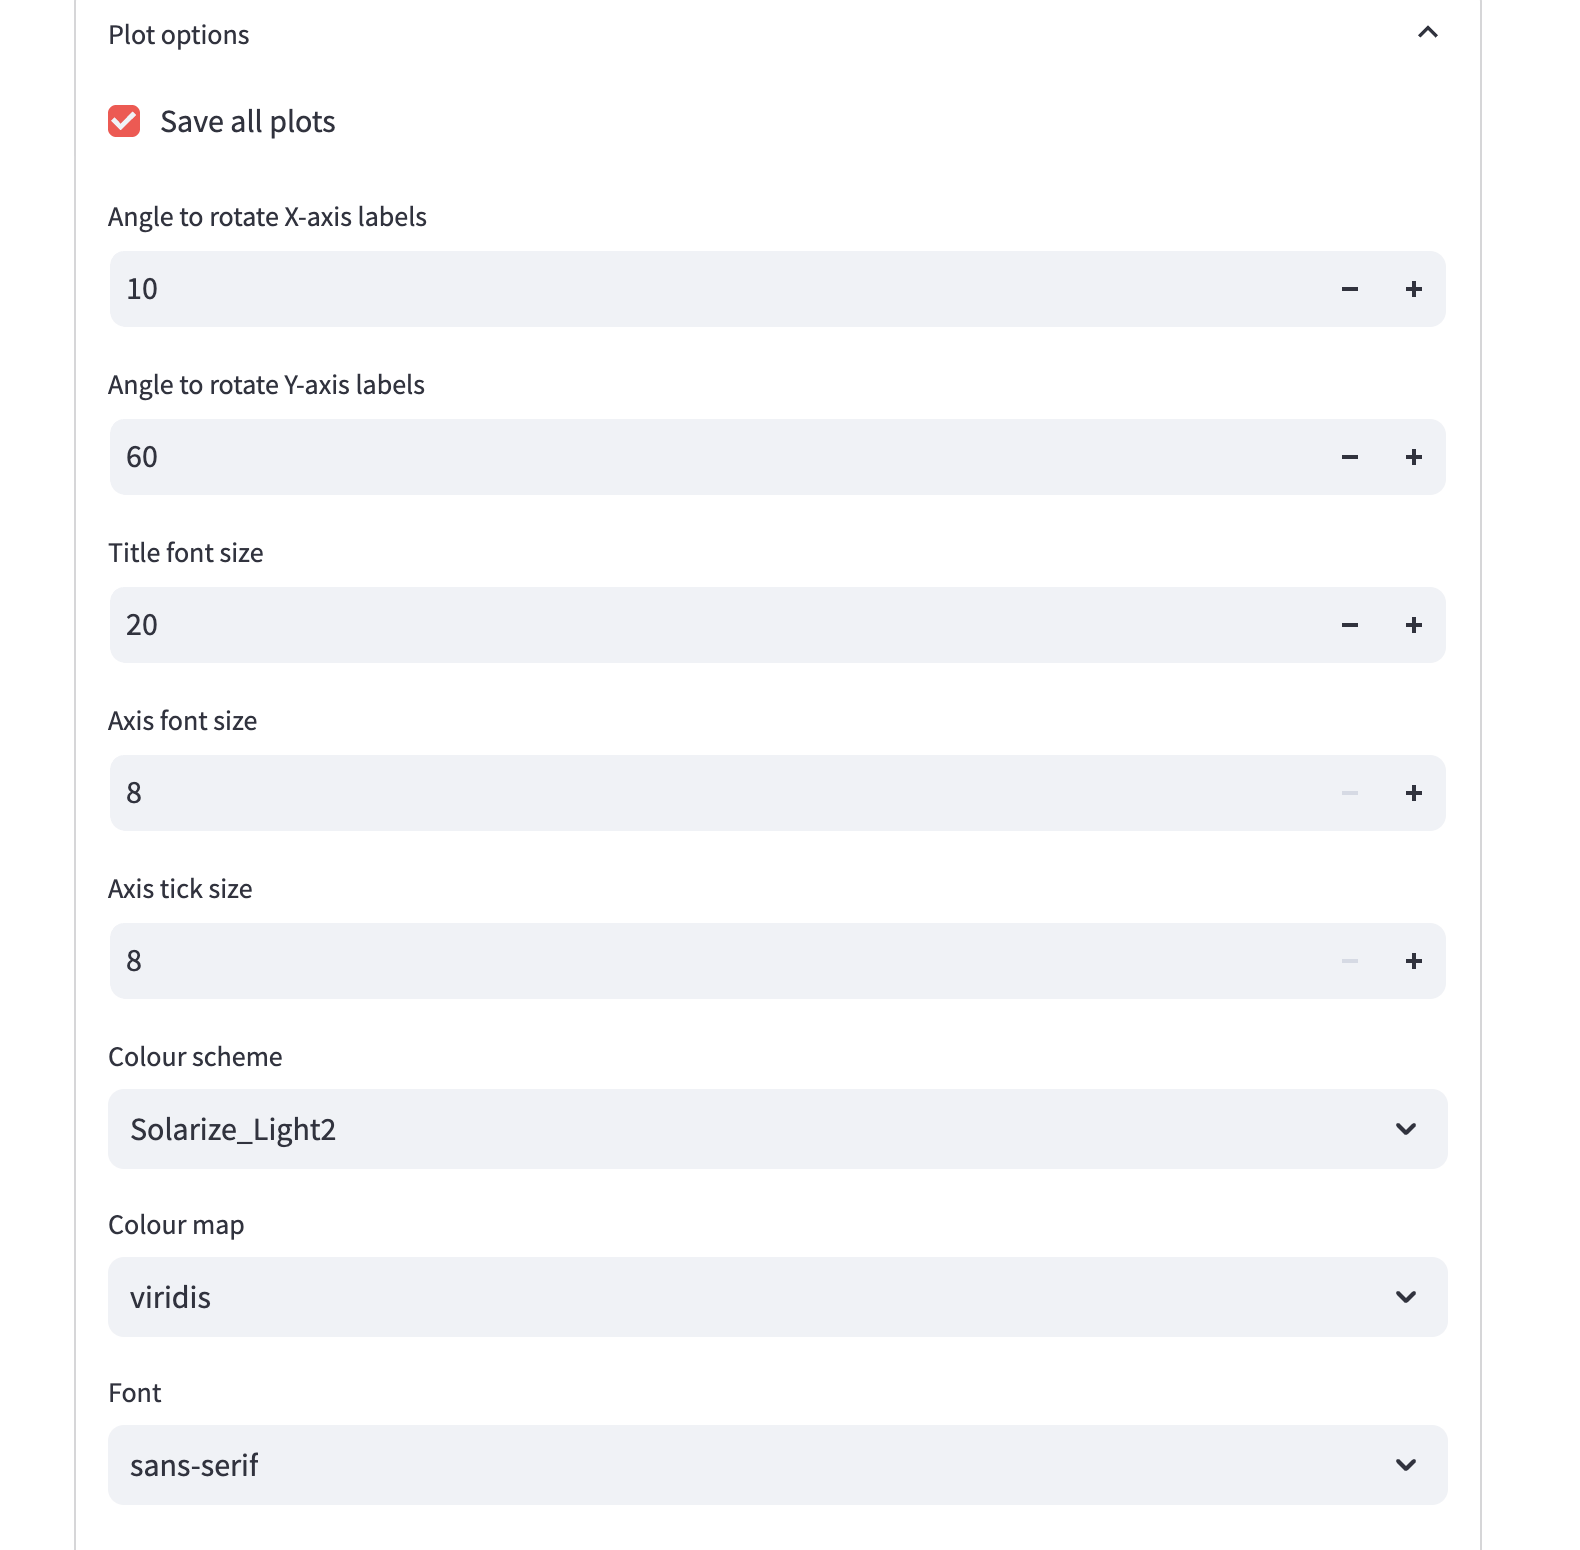 Plot options
Save all plots
Angle to rotate X-axis labels
10
Angle to rotate Y-axis labels
60
Title font size
20
Axis font size
8
Axis tick size
8
Colour scheme
Solarize_Light2
Colour map
viridis
Font
sans-serif